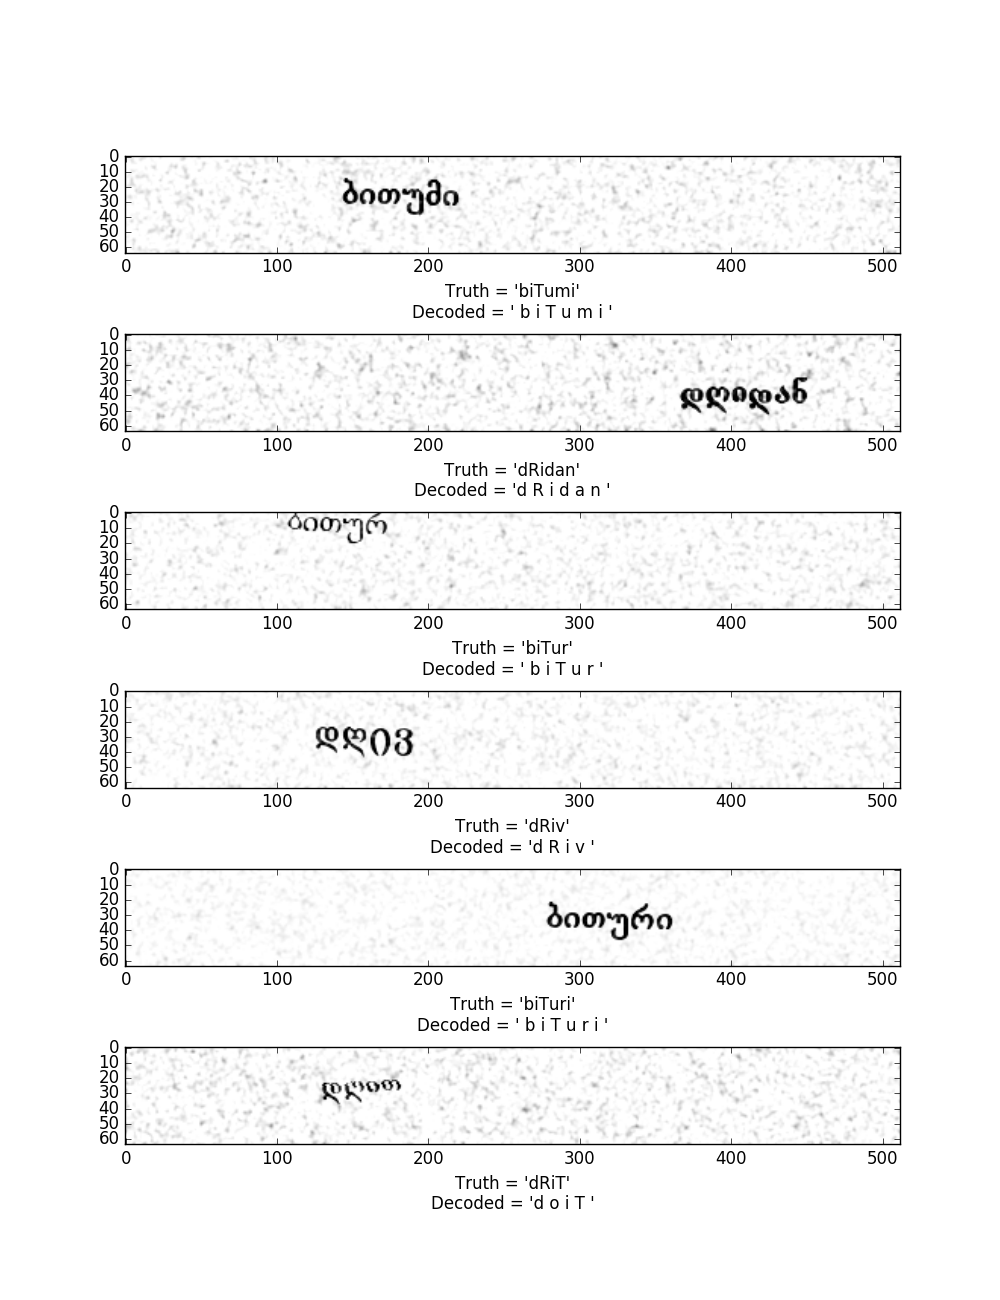 0
10
20
30
40
50
60
ბითუმი
0 100 200 300 400 500
Truth = 'biTumi'
Decoded = ' b i T u m i '
0
10
20
30
40
50
60
დღიდან
0 100 200 300 400 500
Truth = 'dRidan'
Decoded = 'd R i d a n '
0
10
20
30
40
50
60
ბითურ
0 100 200 300 400 500
Truth = 'biTur'
Decoded = ' b i T u r '
0
10
20
30
40
50
60
დღივ
0 100 200 300 400 500
Truth = 'dRiv'
Decoded = 'd R i v '
0
10
20
30
40
50
60
ბითური
0 100 200 300 400 500
Truth = 'biTuri'
Decoded = ' b i T u r i '
0
10
20
30
40
50
60
დღით
0 100 200 300 400 500
Truth = 'dRiT'
Decoded = 'd o i T '